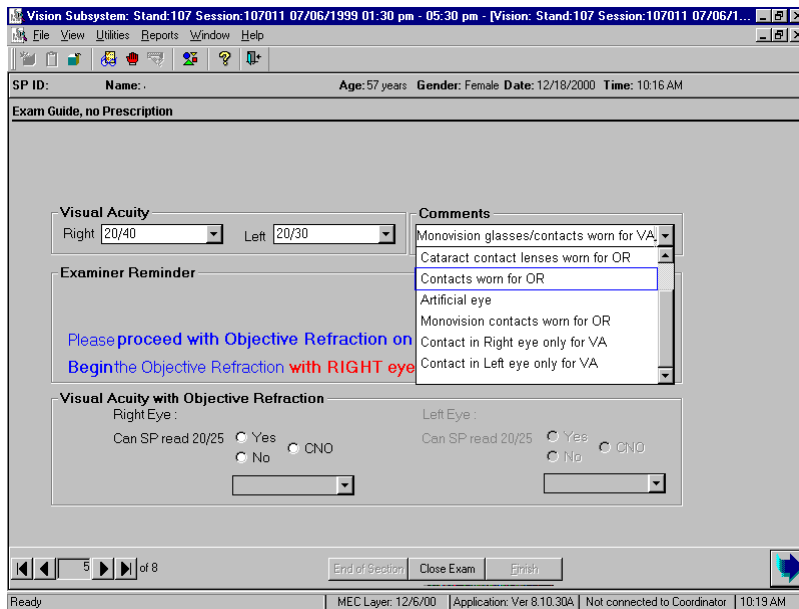 Vision Subsystem: Stand:107 Session:107011 07/06/1999 01:30 pm - 05:30 pm - [Vision: Stand:107 Session:107011 07/06/1...
File View Utilities Reports Window Help
SP ID: Name: Age: 57 years Gender: Female Date: 12/18/2000 Time: 10:16 AM
Exam Guide, no Prescription
Visual Acuity
Right 20/40 Left 20/30
Comments
Monovision glasses/contacts worn for VA
Cataract contact lenses worn for OR
Contacts worn for OR
Artificial eye
Monovision contacts worn for OR
Contact in Right eye only for VA
Contact in Left eye only for VA
Examiner Reminder
Please proceed with Objective Refraction on
Begin the Objective Refraction with RIGHT eye
Visual Acuity with Objective Refraction
Right Eye : Left Eye :
Can SP read 20/25 Yes No CNO Can SP read 20/25 Yes No CNO
5 of 8 End of Section Close Exam Finish
Ready MEC Layer: 12/6/00 Application: Ver 8.10.30A Not connected to Coordinator 10:19 AM